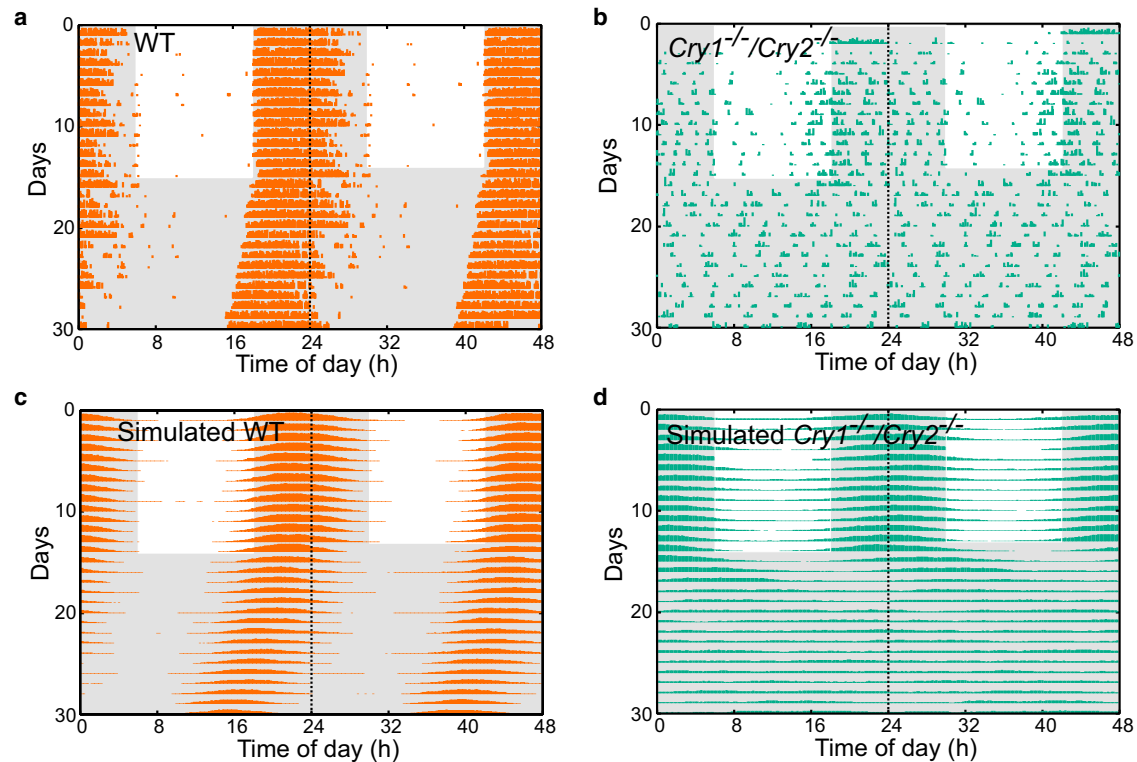 a
WT
0
10
20
30
Days
0 8 16 24 32 40 48
Time of day (h)
b
Cry1-/-/Cry2-/-
0
10
20
30
Days
0 8 16 24 32 40 48
Time of day (h)
c
Simulated WT
0
10
20
30
Days
0 8 16 24 32 40 48
Time of day (h)
d
Simulated Cry1-/-/Cry2-/-
0
10
20
30
Days
0 8 16 24 32 40 48
Time of day (h)